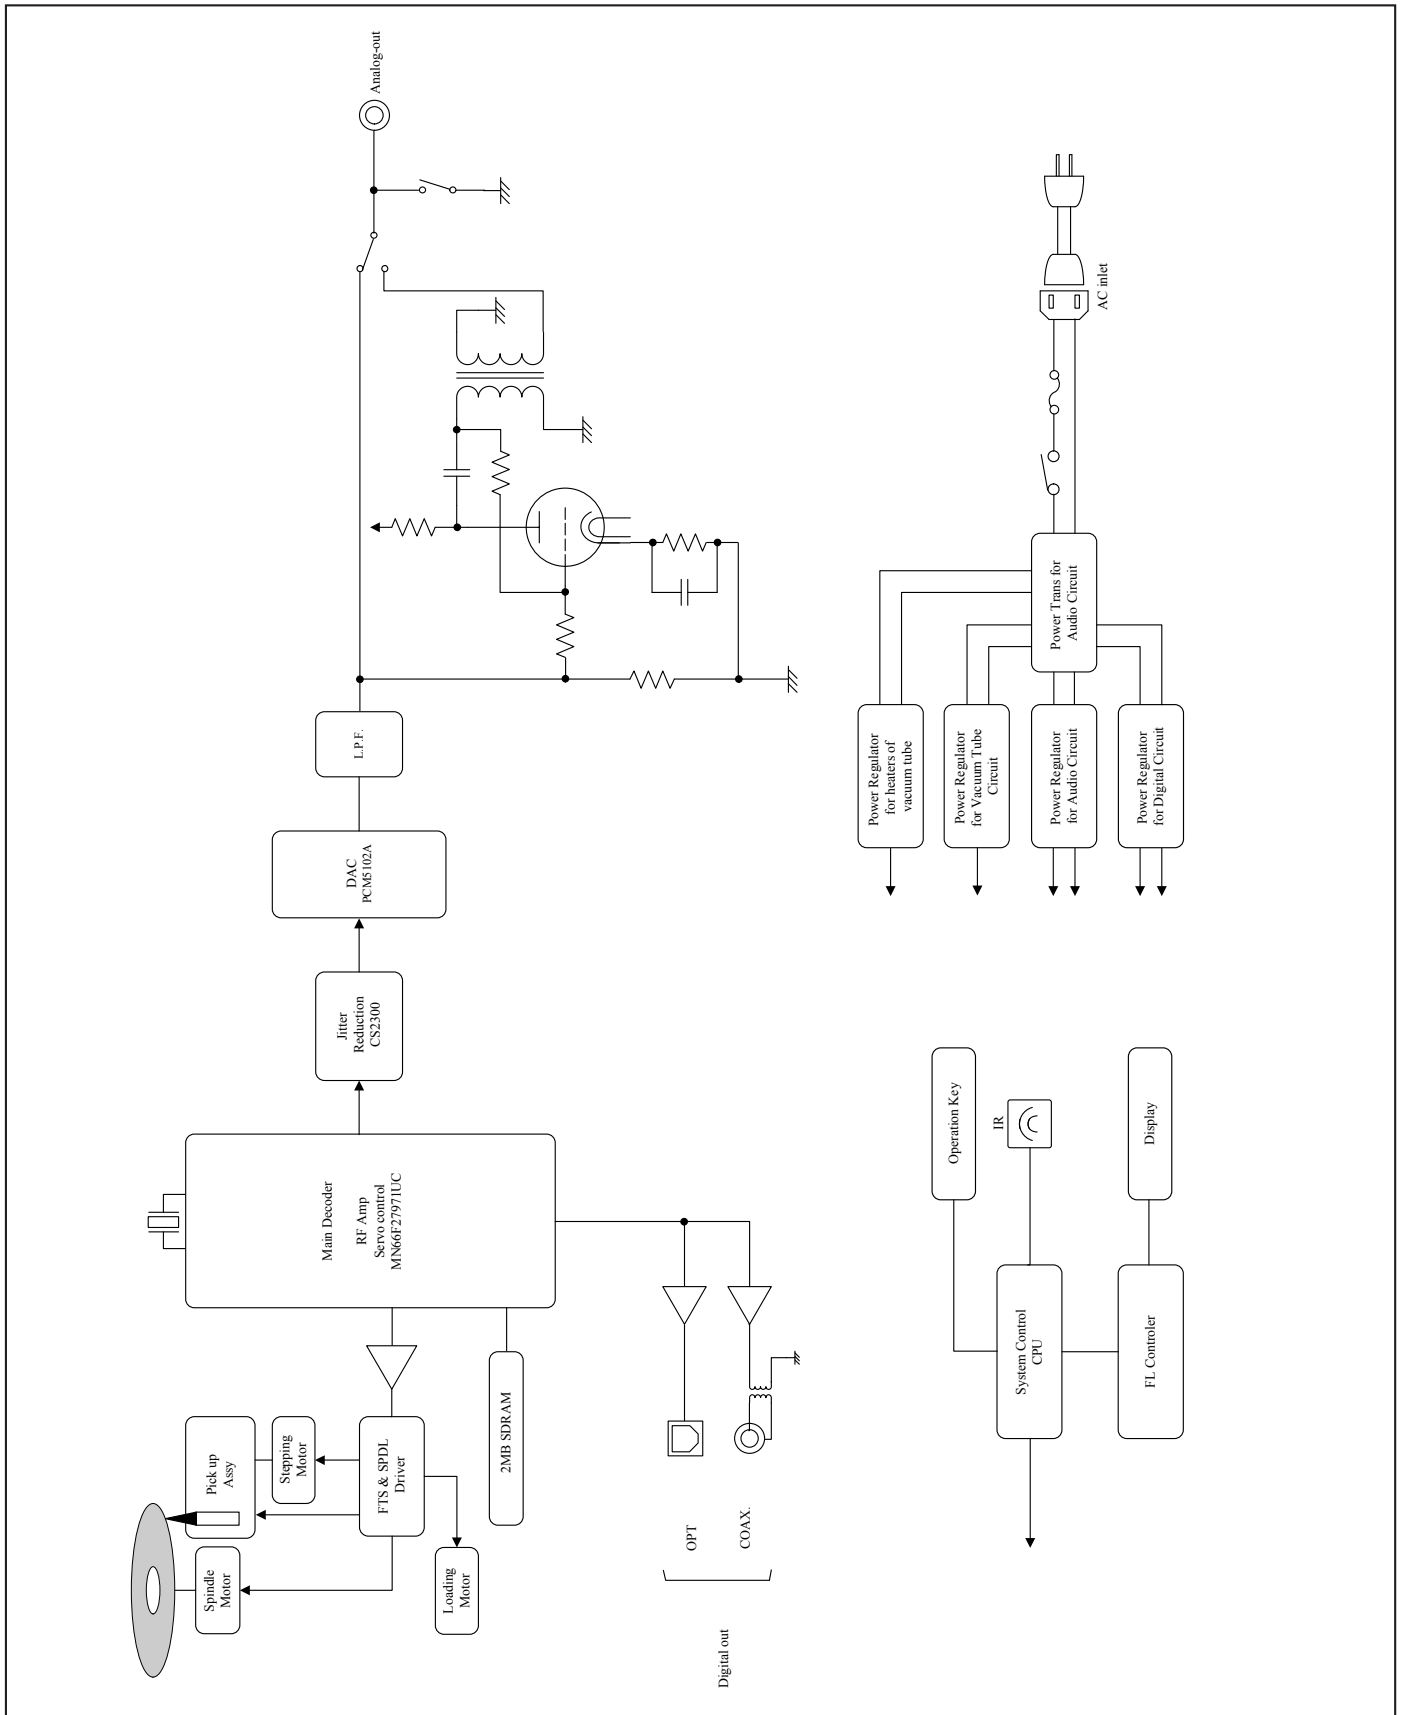 Pick up
Assy
Spindle
Motor
Stepping
Motor
FTS & SPDL
Driver
Loading
Motor
2MB SDRAM
Main Decoder
RF Amp
Servo control
MN66F27971UC
Jitter
Reduction
CS2300
DAC
PCM5102A
L.P.F.
Analog-out
Digital out
OPT
COAX.
System Control
CPU
Operation Key
IR
FL Controler
Display
Power Regulator
for heaters of
vacuum tube
Power Regulator
for Vacuum Tube
Circuit
Power Regulator
for Audio Circuit
Power Regulator
for Digital Circuit
Power Trans for
Audio Circuit
AC inlet